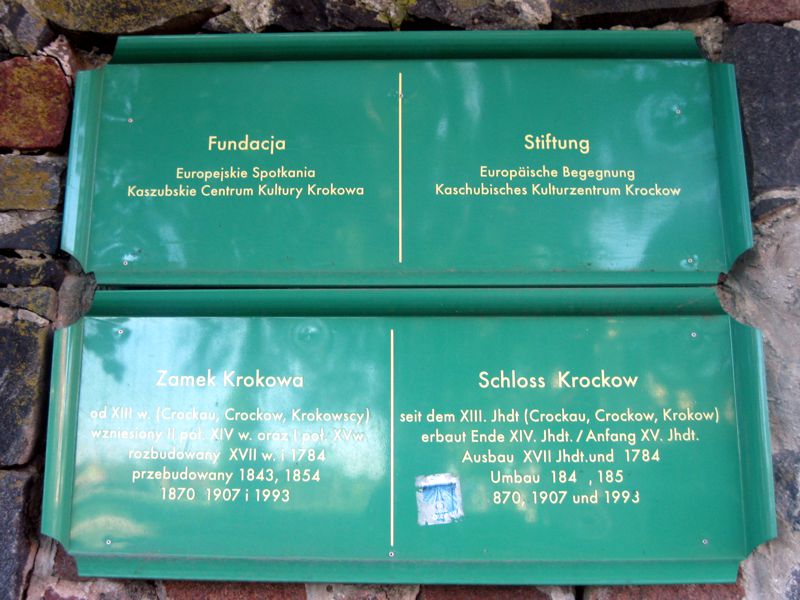 Fundacja
Europejskie Spotkania
Kaszubskie Centrum Kultury Krokowa
Stiftung
Europäische Begegnung
Kaschubisches Kulturzentrum Krockow
Zamek Krokowa
od XIII w. (Crockau, Crockow, Krokowscy)
wzniesiony II poł. XIV w. oraz I poł. XV w.
rozbudowany XVII w. i 1784
przebudowany 1843, 1854
1870 1907 i 1993
Schloss Krockow
seit dem XIII. Jhdt (Crockau, Crockow, Krokow)
erbaut Ende XIV. Jhdt. / Anfang XV. Jhdt.
Ausbau XVII Jhdt.und 1784
Umbau 184 , 185
870, 1907 und 1993